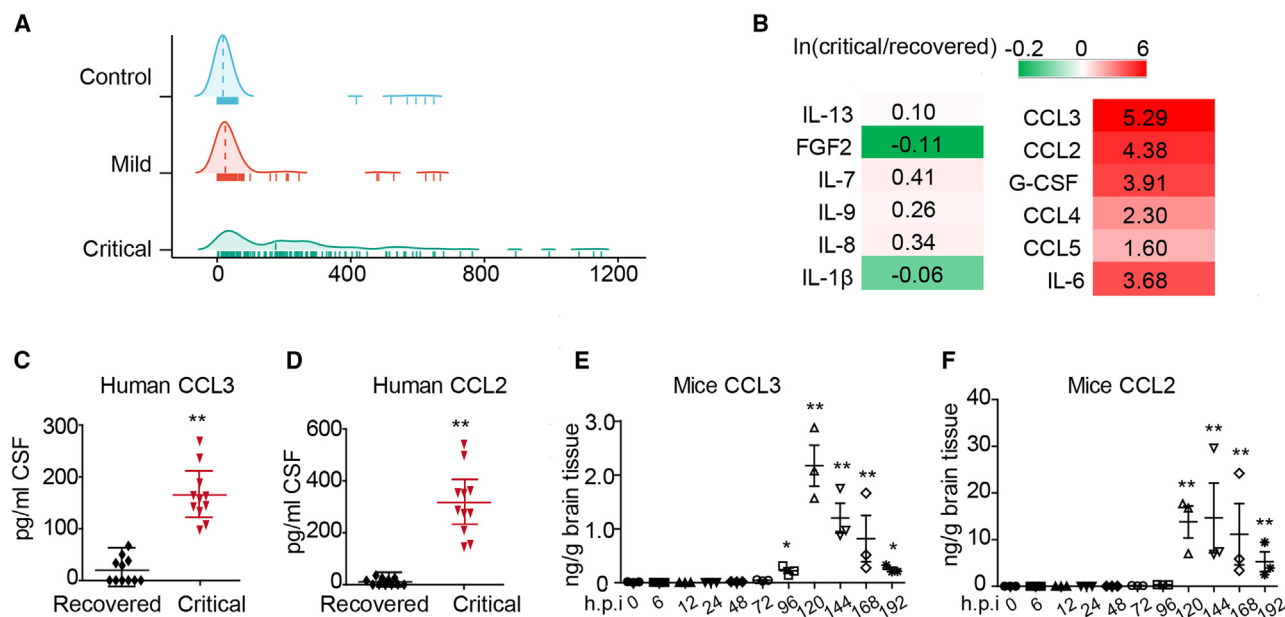 A
Control
Mild
Critical
0 400 800 1200
B
ln(critical/recovered) -0.2 0 6
IL-13 0.10
FGF2 -0.11
IL-7 0.41
IL-9 0.26
IL-8 0.34
IL-1β -0.06
CCL3 5.29
CCL2 4.38
G-CSF 3.91
CCL4 2.30
CCL5 1.60
IL-6 3.68
C
Human CCL3
pg/ml CSF
300
200
100
0
**
Recovered Critical
D
Human CCL2
pg/ml CSF
600
400
200
0
**
Recovered Critical
E
Mice CCL3
ng/g brain tissue
3.0
2.0
1.0
0
* ** ** ** *
h.p.i 0 6 12 24 48 72 96 120 144 168 192
F
Mice CCL2
ng/g brain tissue
40
30
20
10
0
** ** ** **
h.p.i 0 6 12 24 48 72 96 120 144 168 192